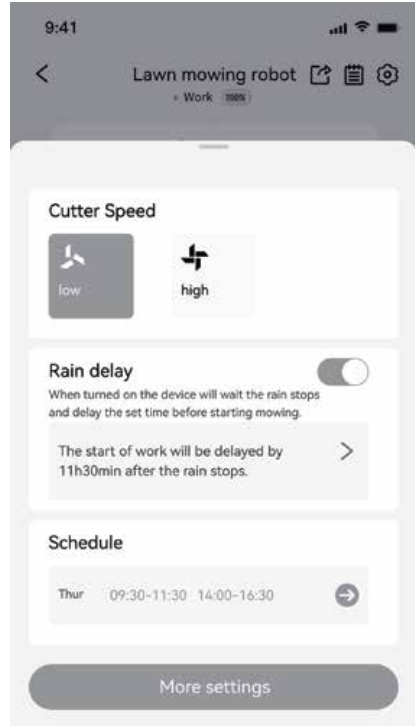 9:41
Lawn mowing robot
Work 100%
Cutter Speed
low
high
Rain delay
When turned on the device will wait the rain stops
and delay the set time before starting mowing.
The start of work will be delayed by
11h30min after the rain stops.
Schedule
Thur 09:30-11:30 14:00-16:30
More settings